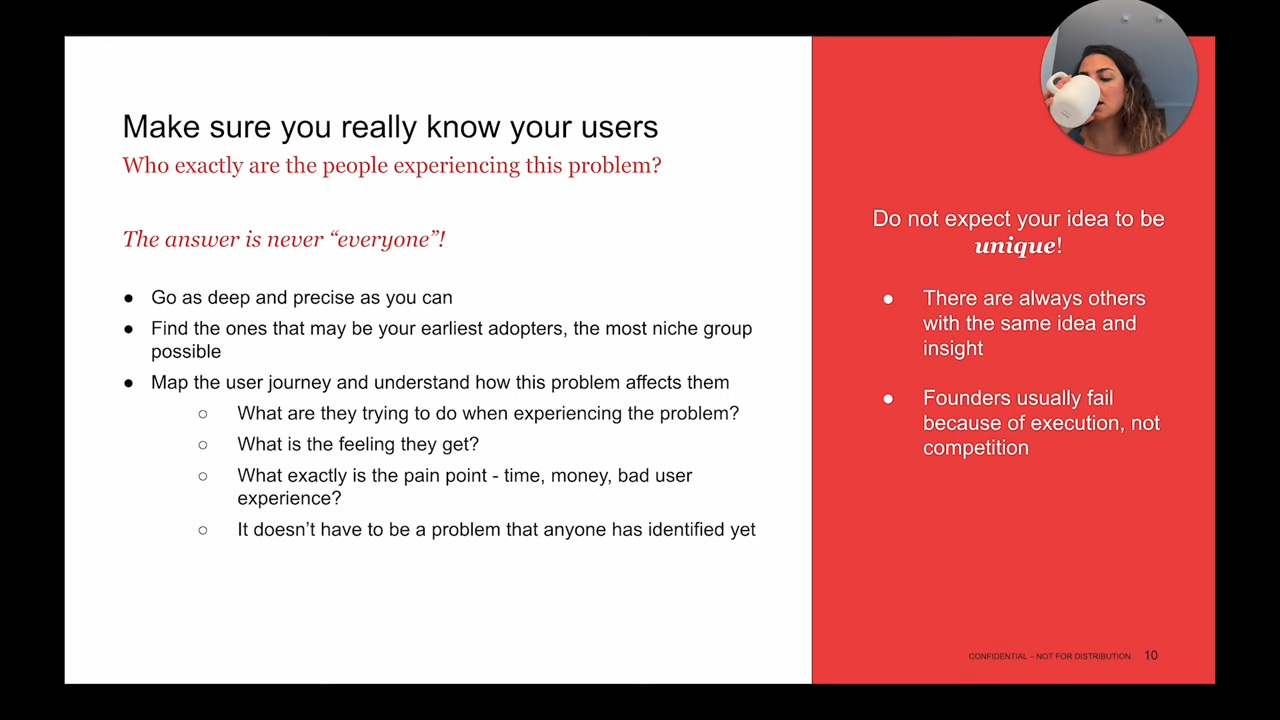 Make sure you really know your users
Who exactly are the people experiencing this problem?
The answer is never “everyone”!
● Go as deep and precise as you can
● Find the ones that may be your earliest adopters, the most niche group
possible
● Map the user journey and understand how this problem affects them
○ What are they trying to do when experiencing the problem?
○ What is the feeling they get?
○ What exactly is the pain point - time, money, bad user
experience?
○ It doesn’t have to be a problem that anyone has identified yet
Do not expect your idea to be
unique!
● There are always others
with the same idea and
insight
● Founders usually fail
because of execution, not
competition
CONFIDENTIAL – NOT FOR DISTRIBUTION 10